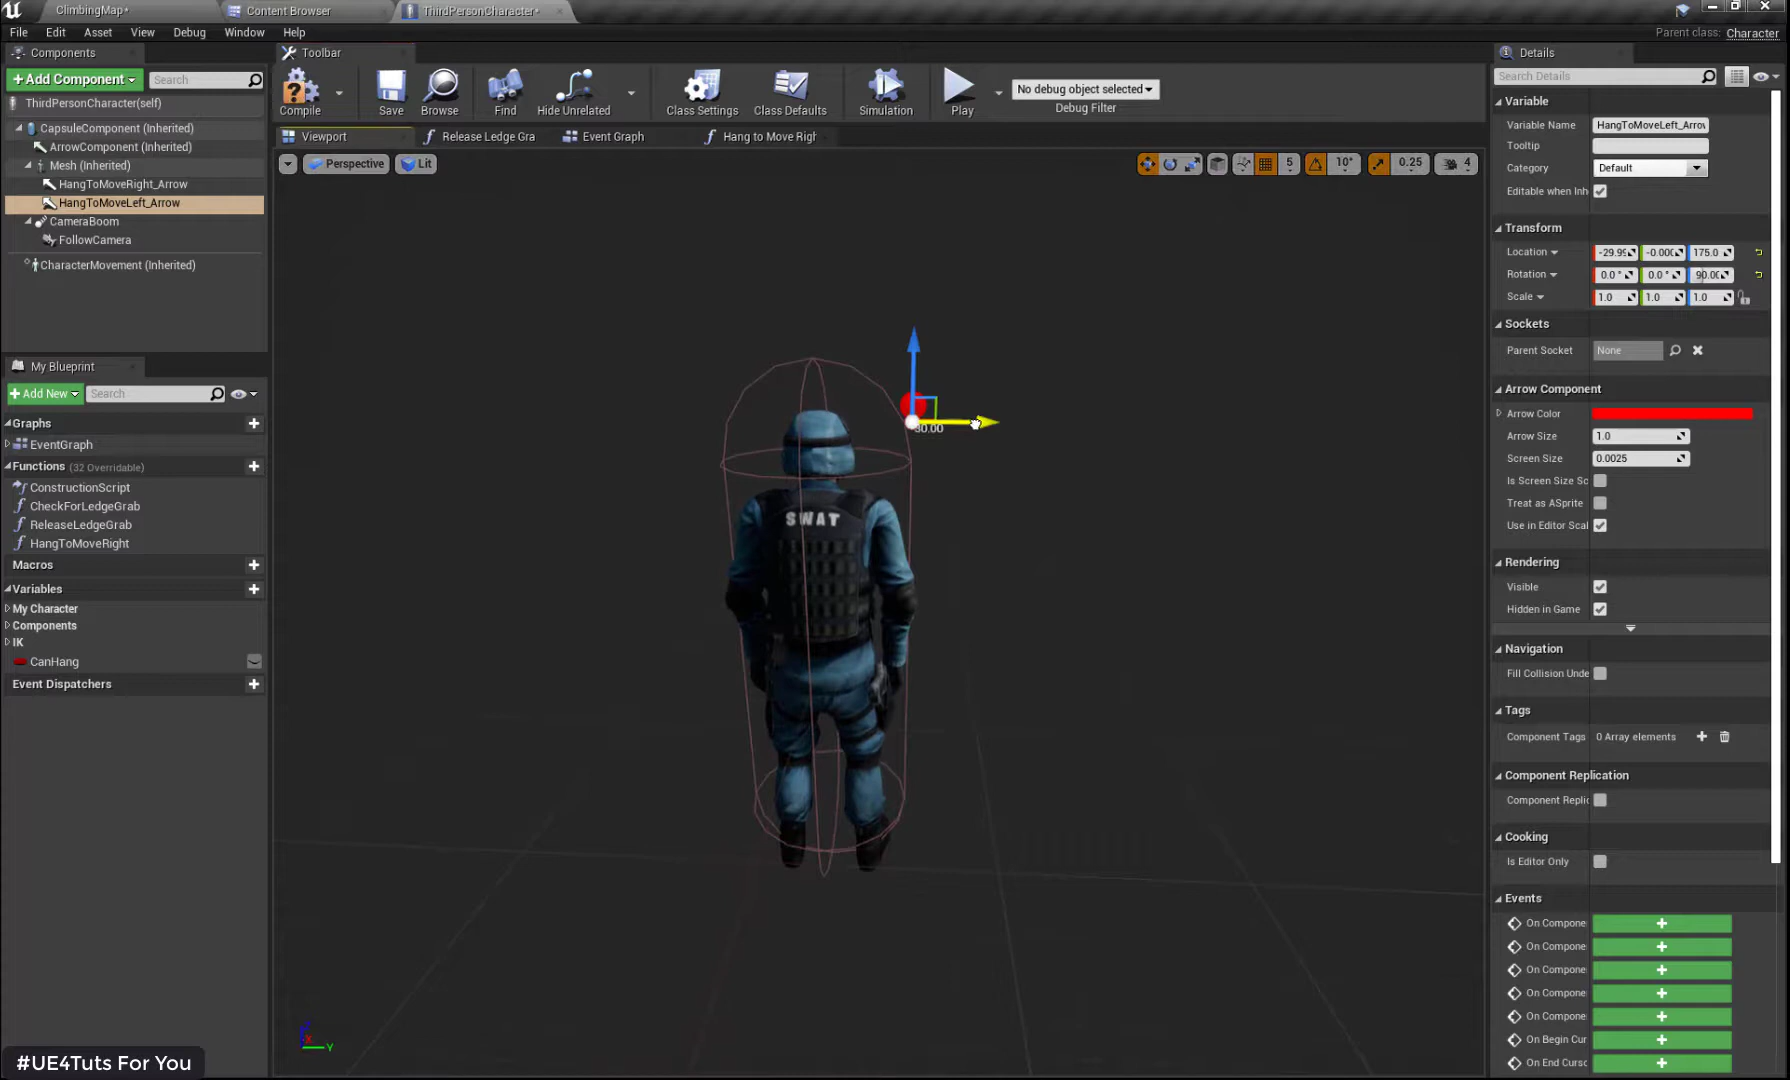 ClimbingMap*
Content Browser
ThirdPersonCharacter*
File Edit Asset View Debug Window Help
Parent class: Character
Components
+Add Component
Search
ThirdPersonCharacter(self)
CapsuleComponent (Inherited)
ArrowComponent (Inherited)
Mesh (Inherited)
HangToMoveRight_Arrow
HangToMoveLeft_Arrow
CameraBoom
FollowCamera
CharacterMovement (Inherited)
My Blueprint
+Add New
Search
Graphs
EventGraph
Functions (32 Overridable)
ConstructionScript
CheckForLedgeGrab
ReleaseLedgeGrab
HangToMoveRight
Macros
Variables
My Character
Components
IK
CanHang
Event Dispatchers
Toolbar
Compile
Save
Browse
Find
Hide Unrelated
Class Settings
Class Defaults
Simulation
Play
No debug object selected
Debug Filter
Viewport
Release Ledge Gra
Event Graph
Hang to Move Righ
Perspective
Lit
5
10°
0.25
4
30.00
SWAT
X
Y
Details
Search Details
Variable
Variable Name HangToMoveLeft_Arrow
Tooltip
Category Default
Editable when Inh
Transform
Location -29.99 -0.000 175.0
Rotation 0.0 ° 0.0 ° 90.00
Scale 1.0 1.0 1.0
Sockets
Parent Socket None
Arrow Component
Arrow Color
Arrow Size 1.0
Screen Size 0.0025
Is Screen Size Sc
Treat as ASprite
Use in Editor Scal
Rendering
Visible
Hidden in Game
Navigation
Fill Collision Unde
Tags
Component Tags 0 Array elements
Component Replication
Component Replic
Cooking
Is Editor Only
Events
On Compone
On Compone
On Compone
On Compone
On Compone
On Begin Cur
On End Curso
#UE4Tuts For You